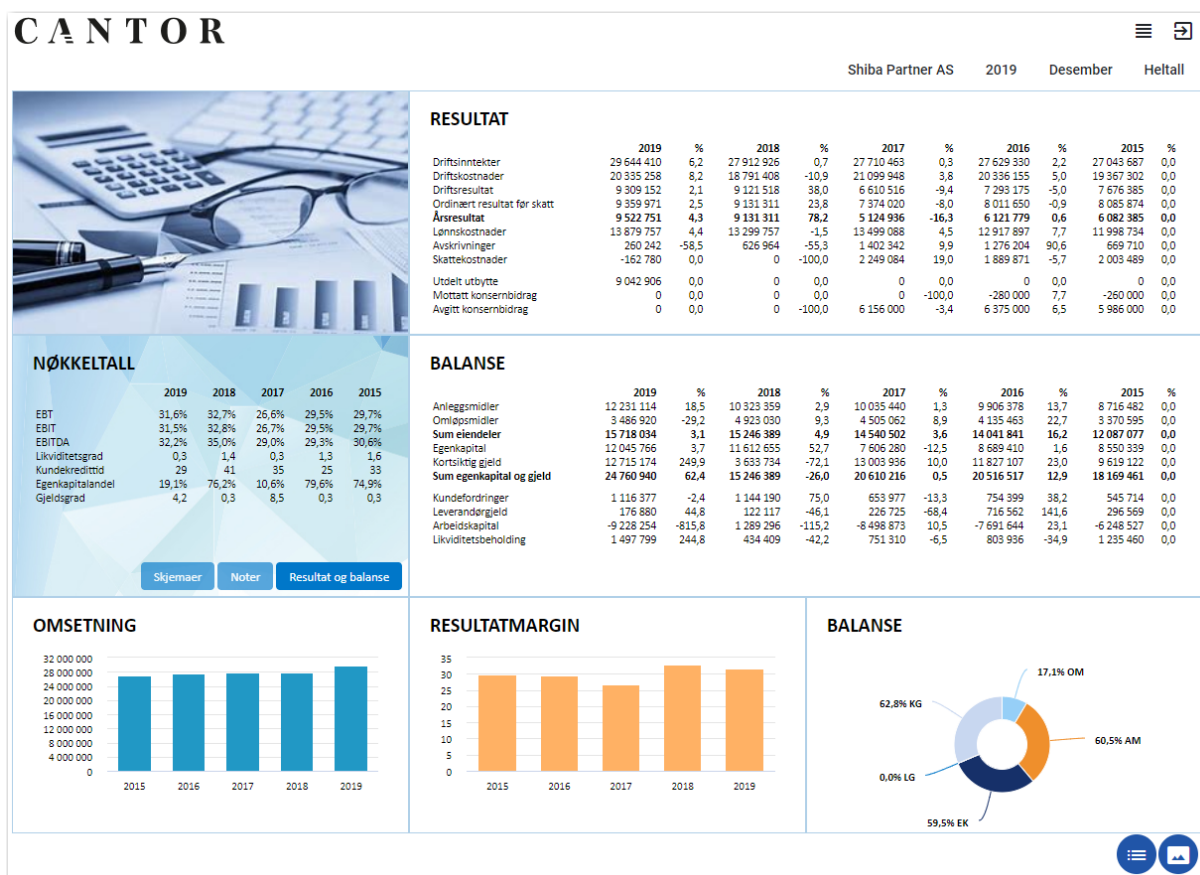 CANTOR
Shiba Partner AS 2019 Desember Heltall
RESULTAT
2019 % 2018 % 2017 % 2016 % 2015 %
Driftsinntekter 29 644 410 6,2 27 912 926 0,7 27 710 463 0,3 27 629 330 2,2 27 043 687 0,0
Driftskostnader 20 335 258 8,2 18 791 408 -10,9 21 099 948 3,8 20 336 155 5,0 19 367 302 0,0
Driftsresultat 9 309 152 2,1 9 121 518 38,0 6 610 516 -9,4 7 293 175 -5,0 7 676 385 0,0
Ordinært resultat før skatt 9 359 971 2,5 9 131 311 23,8 7 374 020 -8,0 8 011 650 -0,9 8 085 874 0,0
Årsresultat 9 522 751 4,3 9 131 311 78,2 5 124 936 -16,3 6 121 779 0,6 6 082 385 0,0
Lønnskostnader 13 879 757 4,4 13 299 757 -1,5 13 499 088 4,5 12 917 897 7,7 11 998 734 0,0
Avskrivninger 260 242 -58,5 626 964 -55,3 1 402 342 9,9 1 276 204 90,6 669 710 0,0
Skattekostnader -162 780 0,0 0 -100,0 2 249 084 19,0 1 889 871 -5,7 2 003 489 0,0
Utdelt utbytte 9 042 906 0,0 0 0,0 0 0,0 0 0,0 0 0,0
Mottatt konsernbidrag 0 0,0 0 0,0 0 -100,0 -280 000 7,7 -260 000 0,0
Avgitt konsernbidrag 0 0,0 0 -100,0 6 156 000 -3,4 6 375 000 6,5 5 986 000 0,0
NØKKELTALL
2019 2018 2017 2016 2015
EBT 31,6% 32,7% 26,6% 29,5% 29,7%
EBIT 31,5% 32,8% 26,7% 29,5% 29,7%
EBITDA 32,2% 35,0% 29,0% 29,3% 30,6%
Likviditetsgrad 0,3 1,4 0,3 1,3 1,6
Kundekredittid 29 41 35 25 33
Egenkapitalandel 19,1% 76,2% 10,6% 79,6% 74,9%
Gjeldsgrad 4,2 0,3 8,5 0,3 0,3
Skjemaer Noter Resultat og balanse
BALANSE
2019 % 2018 % 2017 % 2016 % 2015 %
Anleggsmidler 12 231 114 18,5 10 323 359 2,9 10 035 440 1,3 9 906 378 13,7 8 716 482 0,0
Omløpsmidler 3 486 920 -29,2 4 923 030 9,3 4 505 062 8,9 4 135 463 22,7 3 370 595 0,0
Sum eiendeler 15 718 034 3,1 15 246 389 4,9 14 540 502 3,6 14 041 841 16,2 12 087 077 0,0
Egenkapital 12 045 766 3,7 11 612 655 52,7 7 606 280 -12,5 8 689 410 1,6 8 550 339 0,0
Kortsiktig gjeld 12 715 174 249,9 3 633 734 -72,1 13 003 936 10,0 11 827 107 23,0 9 619 122 0,0
Sum egenkapital og gjeld 24 760 940 62,4 15 246 389 -26,0 20 610 216 0,5 20 516 517 12,9 18 169 461 0,0
Kundefordringer 1 116 377 -2,4 1 144 190 75,0 653 977 -13,3 754 399 38,2 545 714 0,0
Leverandørgjeld 176 880 44,8 122 117 -46,1 226 725 -68,4 716 562 141,6 296 569 0,0
Arbeidskapital -9 228 254 -815,8 1 289 296 -115,2 -8 498 873 10,5 -7 691 644 23,1 -6 248 527 0,0
Likviditetsbeholding 1 497 799 244,8 434 409 -42,2 751 310 -6,5 803 936 -34,9 1 235 460 0,0
OMSETNING
32 000 000
28 000 000
24 000 000
20 000 000
16 000 000
12 000 000
8 000 000
4 000 000
0
2015 2016 2017 2018 2019
RESULTATMARGIN
35
30
25
20
15
10
5
0
2015 2016 2017 2018 2019
BALANSE
17,1% OM
62,8% KG
60,5% AM
0,0% LG
59,5% EK